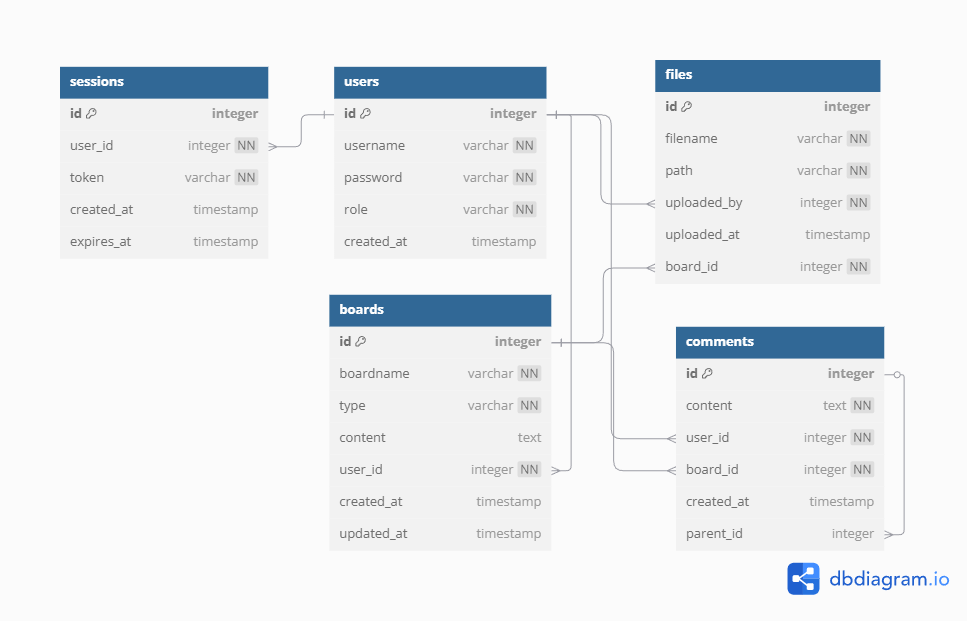 sessions
id integer
user_id integer NN
token varchar NN
created_at timestamp
expires_at timestamp
users
id integer
username varchar NN
password varchar NN
role varchar NN
created_at timestamp
files
id integer
filename varchar NN
path varchar NN
uploaded_by integer NN
uploaded_at timestamp
board_id integer NN
boards
id integer
boardname varchar NN
type varchar NN
content text
user_id integer NN
created_at timestamp
updated_at timestamp
comments
id integer
content text NN
user_id integer NN
board_id integer NN
created_at timestamp
parent_id integer
dbdiagram.io